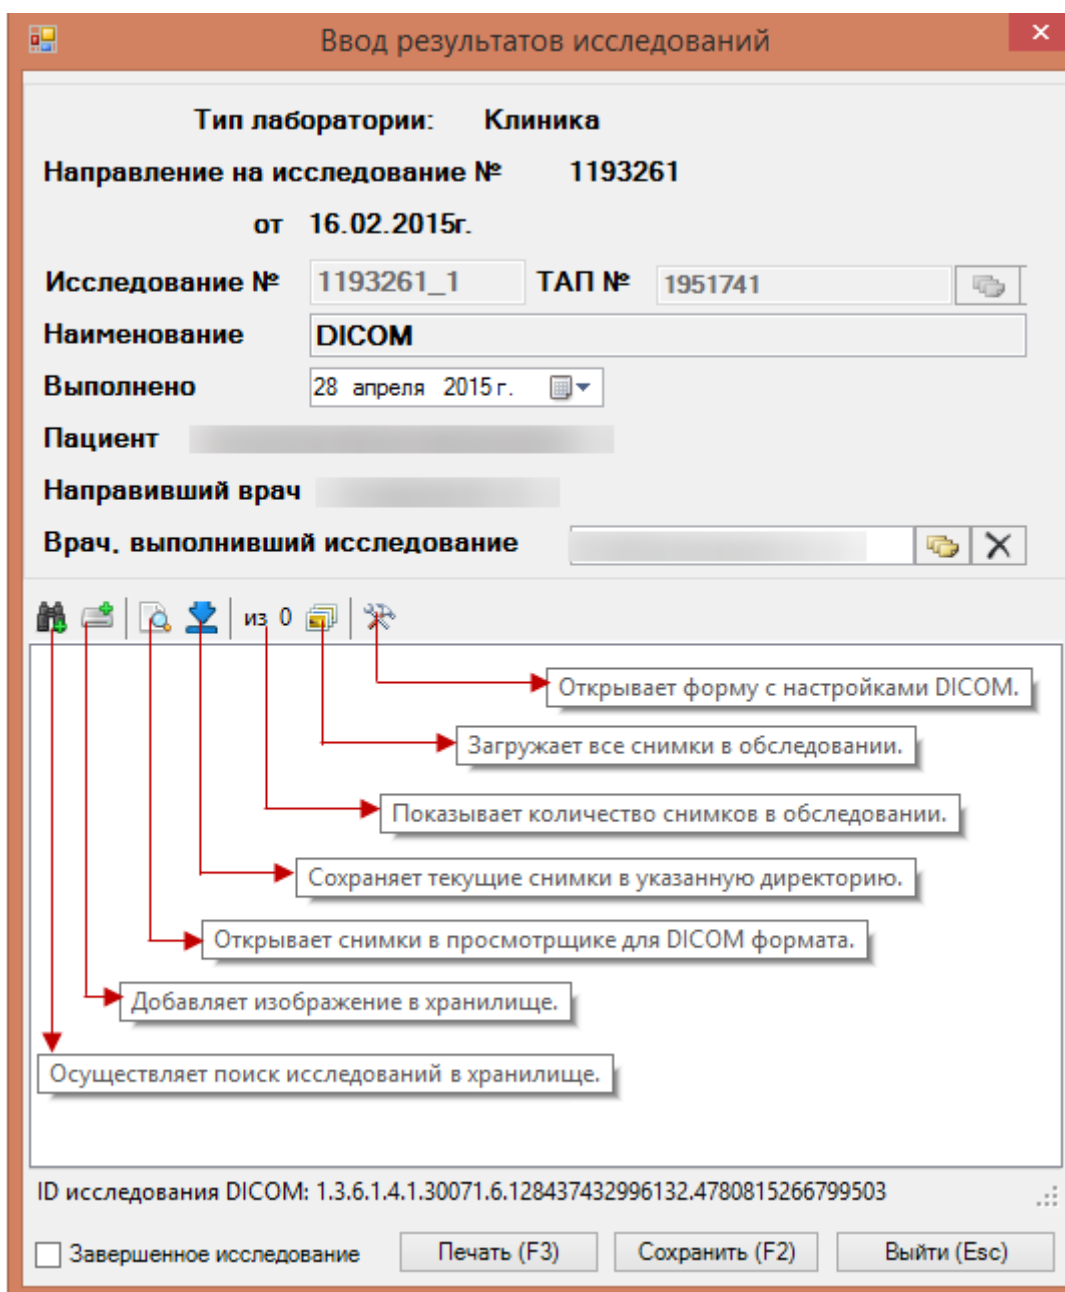 Ввод результатов исследований
Тип лаборатории: Клиника
Направление на исследование № 1193261
от 16.02.2015г.
Исследование № 1193261_1 ТАП № 1951741
Наименование DICOM
Выполнено 28 апреля 2015 г.
Пациент
Направивший врач
Врач, выполнивший исследование
из 0
Открывает форму с настройками DICOM.
Загружает все снимки в обследовании.
Показывает количество снимков в обследовании.
Сохраняет текущие снимки в указанную директорию.
Открывает снимки в просмотрщике для DICOM формата.
Добавляет изображение в хранилище.
Осуществляет поиск исследований в хранилище.
ID исследования DICOM: 1.3.6.1.4.1.30071.6.128437432996132.4780815266799503
Завершенное исследование Печать (F3) Сохранить (F2) Выйти (Esc)